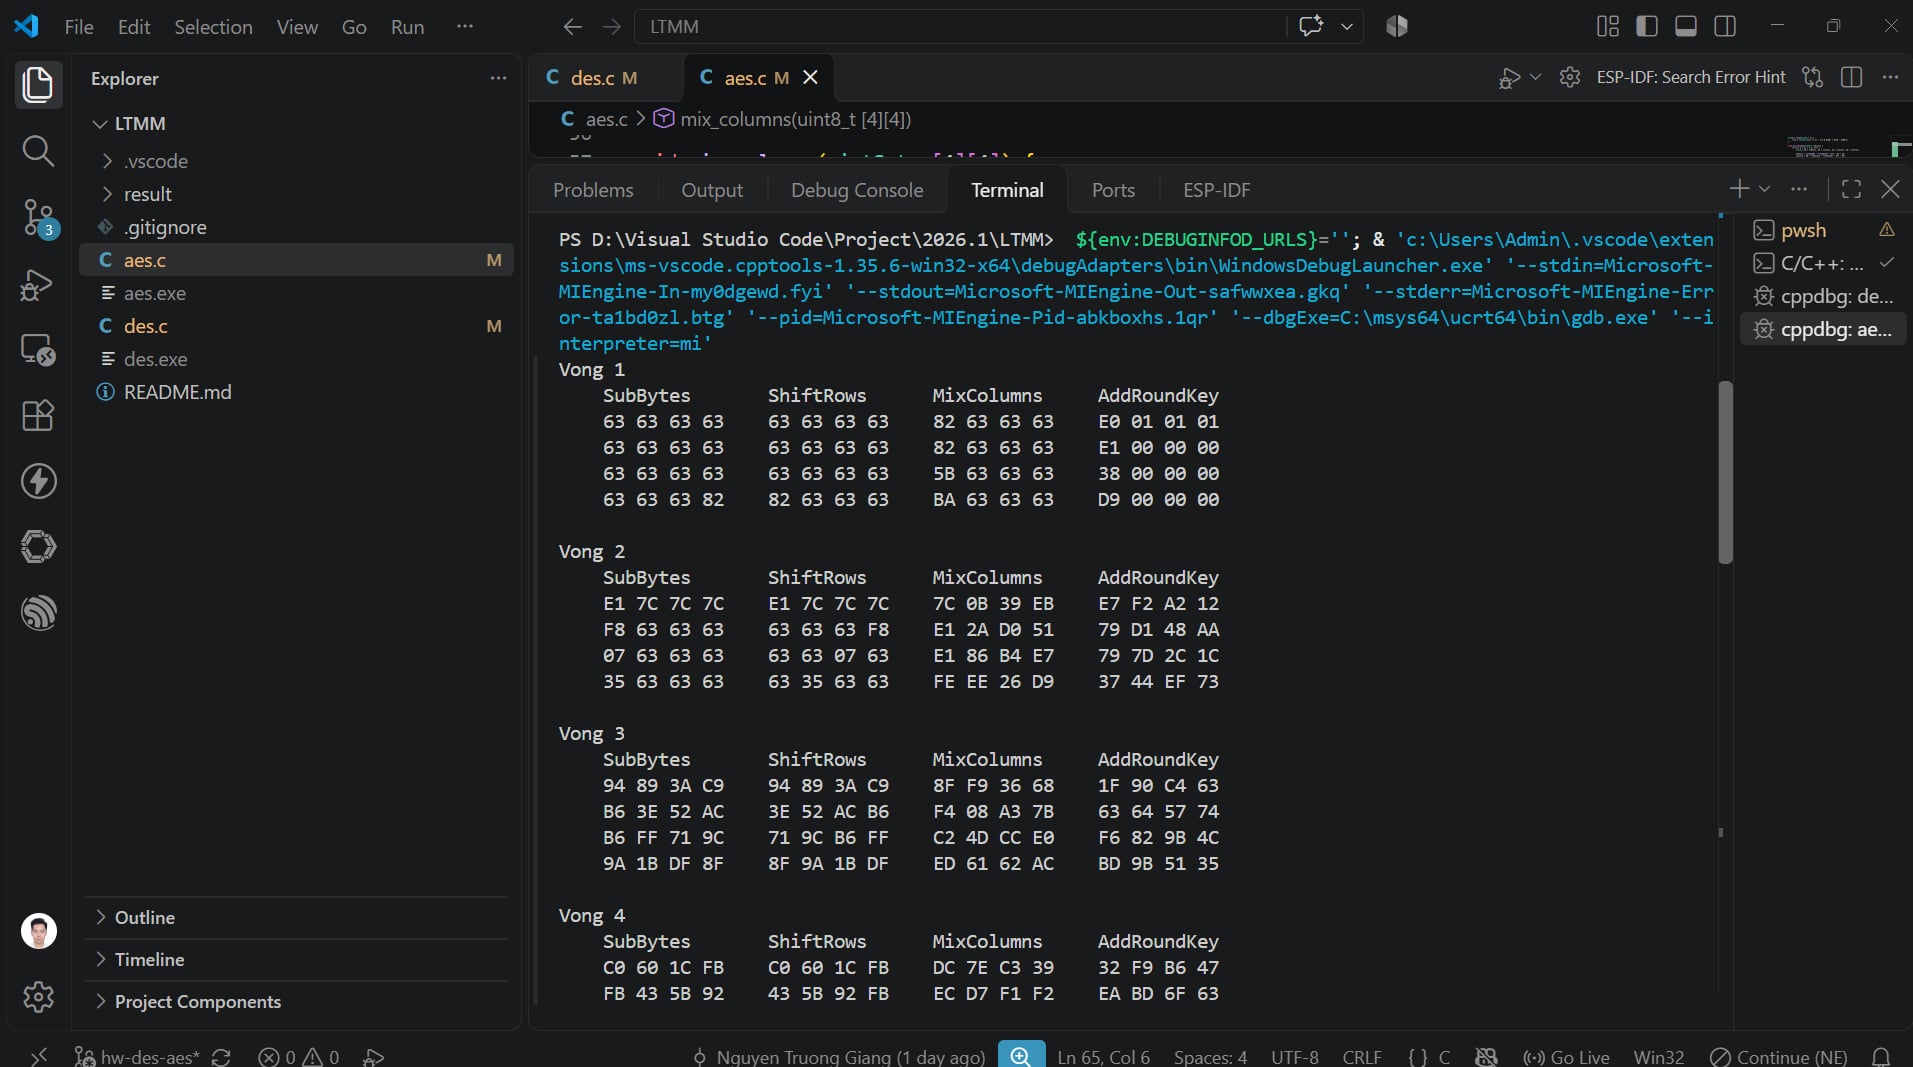 File Edit Selection View Go Run ··· LTMM
Explorer ···
LTMM
.vscode
result
.gitignore
aes.c M
aes.exe
des.c M
des.exe
README.md
3
Outline
Timeline
Project Components
des.c M aes.c M ESP-IDF: Search Error Hint ···
aes.c > mix_columns(uint8_t [4][4])
Problems Output Debug Console Terminal Ports ESP-IDF
PS D:\Visual Studio Code\Project\2026.1\LTMM> ${env:DEBUGINFOD_URLS}=''; & 'c:\Users\Admin\.vscode\exten
sions\ms-vscode.cpptools-1.35.6-win32-x64\debugAdapters\bin\WindowsDebugLauncher.exe' '--stdin=Microsoft-
MIEngine-In-my0dgewd.fyi' '--stdout=Microsoft-MIEngine-Out-safwwxea.gkq' '--stderr=Microsoft-MIEngine-Err
or-ta1bd0zl.btg' '--pid=Microsoft-MIEngine-Pid-abkboxhs.1qr' '--dbgExe=C:\msys64\ucrt64\bin\gdb.exe' '--i
nterpreter=mi'
Vong 1
SubBytes ShiftRows MixColumns AddRoundKey
63 63 63 63 63 63 63 63 82 63 63 63 E0 01 01 01
63 63 63 63 63 63 63 63 82 63 63 63 E1 00 00 00
63 63 63 63 63 63 63 63 5B 63 63 63 38 00 00 00
63 63 63 82 82 63 63 63 BA 63 63 63 D9 00 00 00
Vong 2
SubBytes ShiftRows MixColumns AddRoundKey
E1 7C 7C 7C E1 7C 7C 7C 7C 0B 39 EB E7 F2 A2 12
F8 63 63 63 63 63 63 F8 E1 2A D0 51 79 D1 48 AA
07 63 63 63 63 63 07 63 E1 86 B4 E7 79 7D 2C 1C
35 63 63 63 63 35 63 63 FE EE 26 D9 37 44 EF 73
Vong 3
SubBytes ShiftRows MixColumns AddRoundKey
94 89 3A C9 94 89 3A C9 8F F9 36 68 1F 90 C4 63
B6 3E 52 AC 3E 52 AC B6 F4 08 A3 7B 63 64 57 74
B6 FF 71 9C 71 9C B6 FF C2 4D CC E0 F6 82 9B 4C
9A 1B DF 8F 8F 9A 1B DF ED 61 62 AC BD 9B 51 35
Vong 4
SubBytes ShiftRows MixColumns AddRoundKey
C0 60 1C FB C0 60 1C FB DC 7E C3 39 32 F9 B6 47
FB 43 5B 92 43 5B 92 FB EC D7 F1 F2 EA BD 6F 63
pwsh
C/C++: ...
cppdbg: de...
cppdbg: ae...
hw-des-aes* 0 0 Nguyen Truong Giang (1 day ago) Ln 65, Col 6 Spaces: 4 UTF-8 CRLF { } C Go Live Win32 Continue (NE)